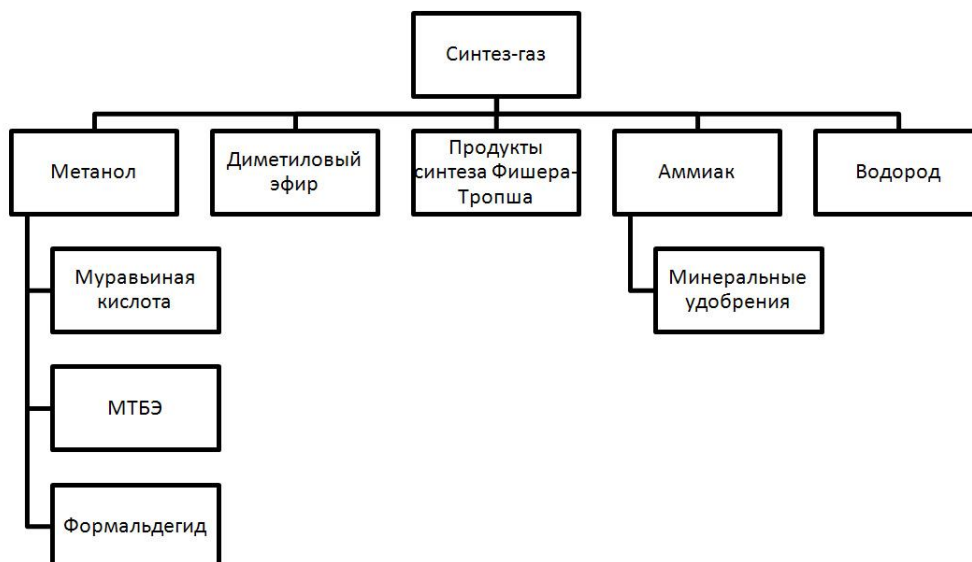 Синтез-газ
Метанол
Диметиловый
эфир
Продукты
синтеза Фишера-
Тропша
Аммиак
Водород
Муравьиная
кислота
МТБЭ
Формальдегид
Минеральные
удобрения